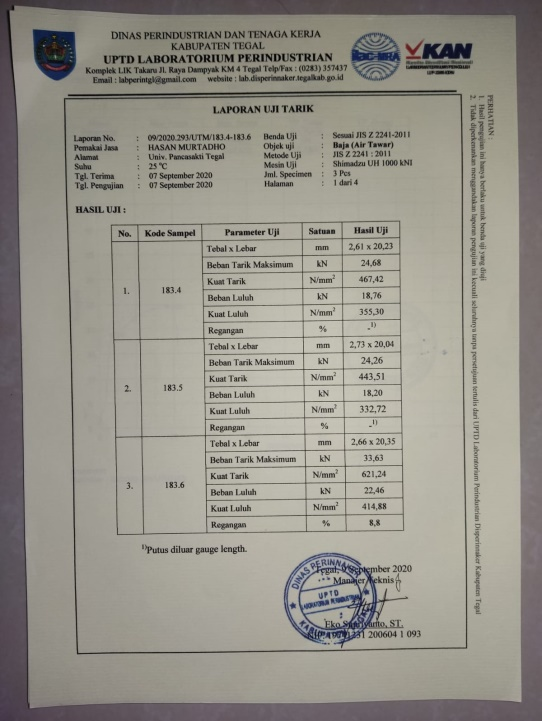 DINAS PERINDUSTRIAN DAN TENAGA KERJA
KABUPATEN TEGAL
UPTD LABORATORIUM PERINDUSTRIAN
Komplek LIK Takaru Jl. Raya Dampyak KM 4 Tegal Telp/Fax : (0283) 357437
Email : labperintgl@gmail.com website : lab.disperinnaker.tegalkab.go.id
ilac-MRA
KAN
LAPORAN UJI TARIK
Laporan No. : 09/2020.293/UTM/183.4-183.6 Benda Uji : Sesuai JIS Z 2241-2011
Pemakai Jasa : HASAN MURTADHO Objek uji : Baja (Air Tawar)
Alamat : Univ. Pancasakti Tegal Metode Uji : JIS Z 2241 : 2011
Suhu : 25 °C Mesin Uji : Shimadzu UH 1000 kNI
Tgl. Terima : 07 September 2020 Jml. Specimen : 3 Pcs
Tgl. Pengujian : 07 September 2020 Halaman : 1 dari 4
HASIL UJI :
No. Kode Sampel Parameter Uji Satuan Hasil Uji
1. 183.4 Tebal x Lebar mm 2,61 x 20,23
Beban Tarik Maksimum kN 24,68
Kuat Tarik N/mm² 467,42
Beban Luluh kN 18,76
Kuat Luluh N/mm² 355,30
Regangan % -¹⁾
2. 183.5 Tebal x Lebar mm 2,73 x 20,04
Beban Tarik Maksimum kN 24,26
Kuat Tarik N/mm² 443,51
Beban Luluh kN 18,20
Kuat Luluh N/mm² 332,72
Regangan % -¹⁾
3. 183.6 Tebal x Lebar mm 2,66 x 20,35
Beban Tarik Maksimum kN 33,63
Kuat Tarik N/mm² 621,24
Beban Luluh kN 22,46
Kuat Luluh N/mm² 414,88
Regangan % 8,8
¹⁾Putus diluar gauge length.
Tegal, September 2020
Manajer Teknis
DINAS PERINNAKER
UPTD
LABORATORIUM PERINDUSTRIAN
KABUPATEN TEGAL
Eko Supriyanto, ST.
1231 200604 1 093
PERHATIAN :
1. Hasil pengujian ini hanya berlaku untuk benda uji yang diuji
2. Tidak diperkenankan menggandakan laporan pengujian ini kecuali seluruhnya tanpa persetujuan tertulis dari UPTD Laboratorium Perindustrian Disperinnaker Kabupaten Tegal